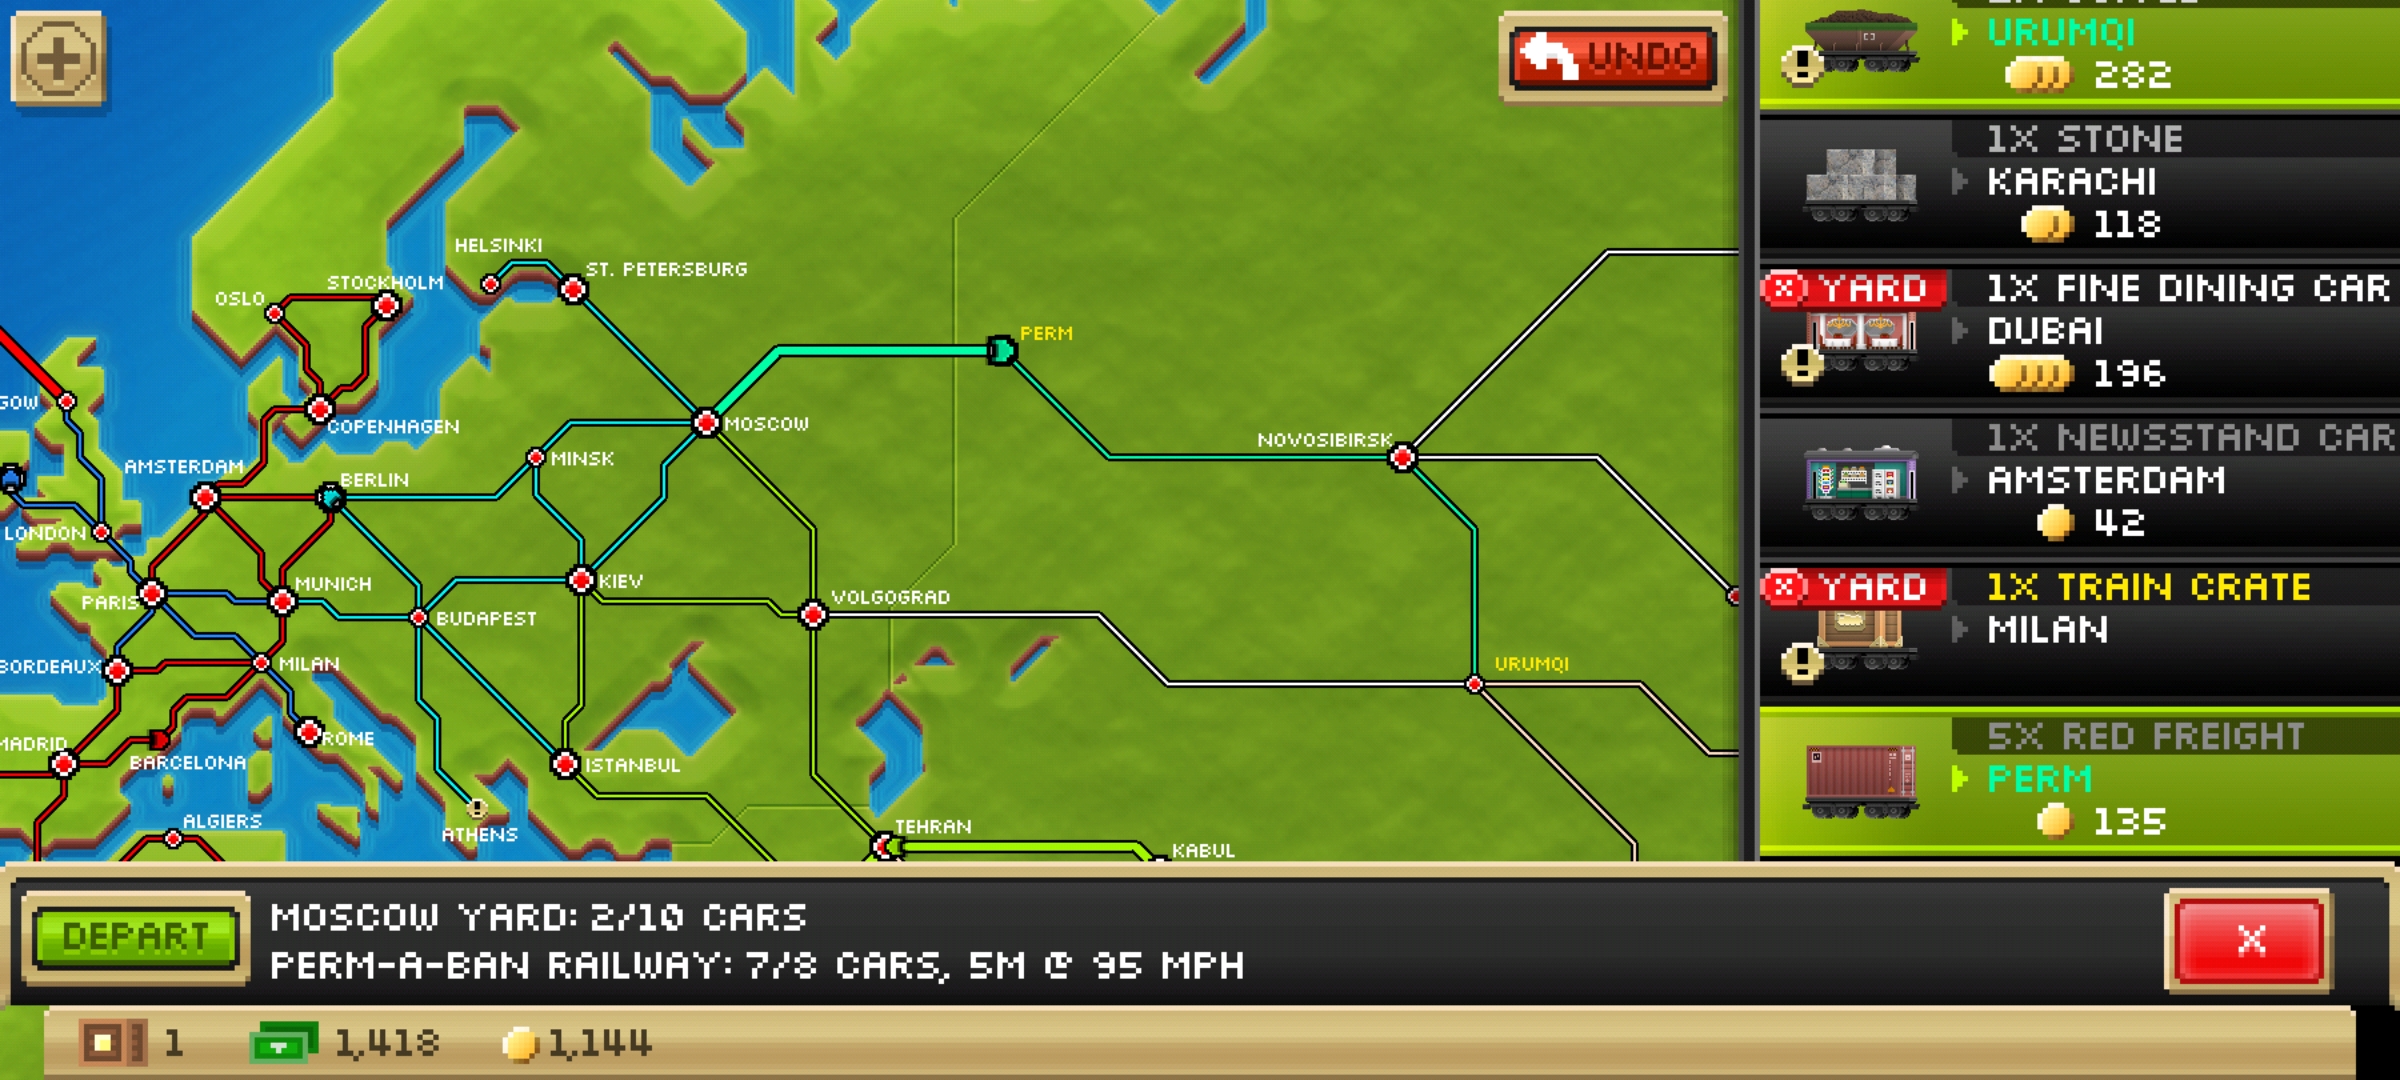 UNDO
URUMQI
282
1X STONE
KARACHI
118
YARD
1X FINE DINING CAR
DUBAI
196
1X NEWSSTAND CAR
AMSTERDAM
42
YARD
1X TRAIN CRATE
MILAN
5X RED FREIGHT
PERM
135
HELSINKI
ST. PETERSBURG
STOCKHOLM
OSLO
PERM
COPENHAGEN
MOSCOW
NOVOSIBIRSK
AMSTERDAM
MINSK
BERLIN
LONDON
MUNICH
KIEV
PARIS
BUDAPEST
VOLGOGRAD
BORDEAUX
MILAN
URUMQI
MADRID
ROME
BARCELONA
ISTANBUL
ALGIERS
ATHENS
TEHRAN
KABUL
DEPART
MOSCOW YARD: 2/10 CARS
PERM-A-BAN RAILWAY: 7/8 CARS, 5M @ 95 MPH
X
1
1,418
1,144